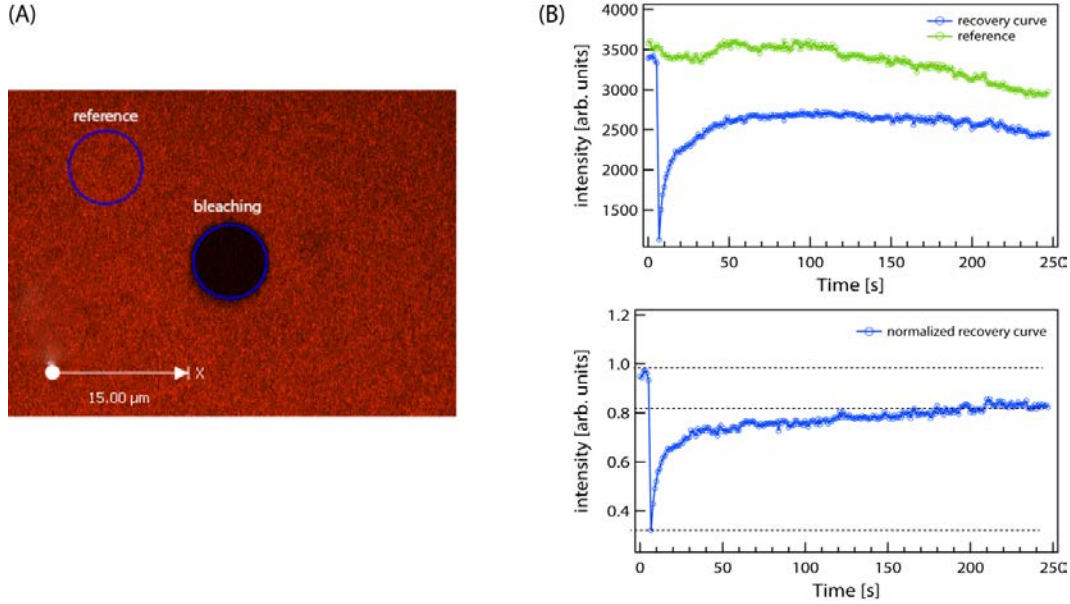 (A)
reference
bleaching
X
15.00 µm
(B)
4000
3500
3000
2500
2000
1500
intensity [arb. units]
recovery curve
reference
0 50 100 150 200 250
Time [s]
1.2
1.0
0.8
0.6
0.4
intensity [arb. units]
normalized recovery curve
0 50 100 150 200 250
Time [s]